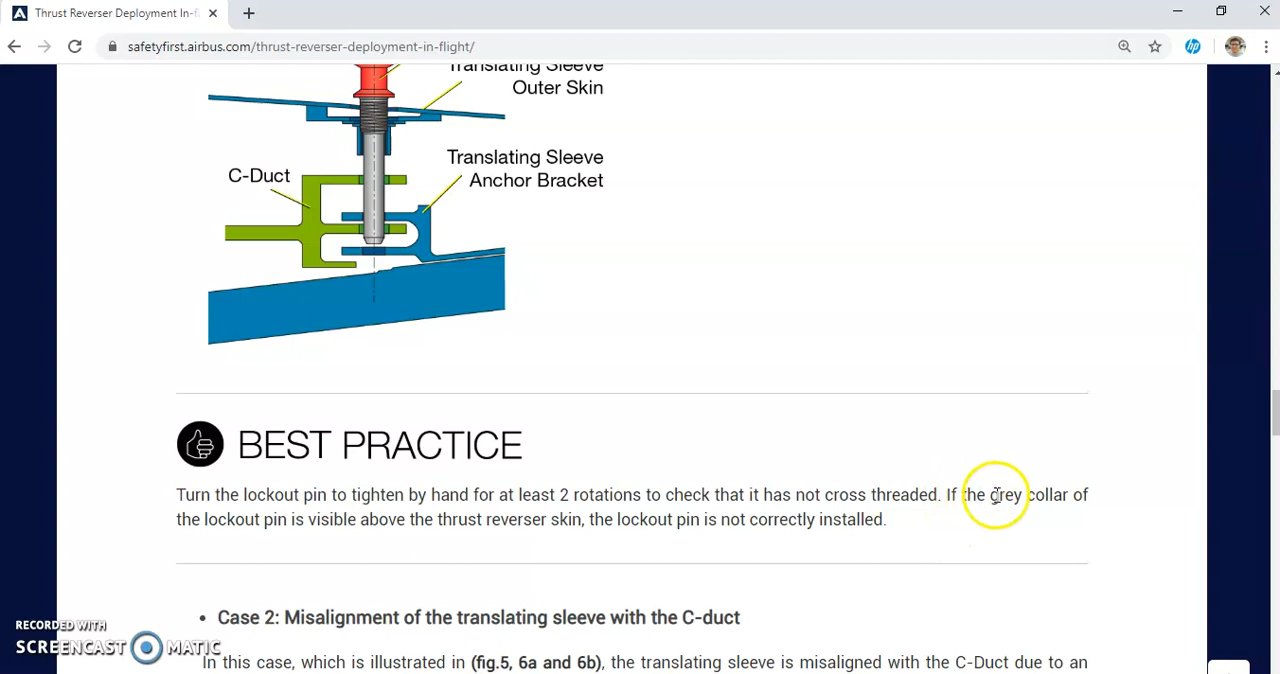 Thrust Reverser Deployment In-f
safetyfirst.airbus.com/thrust-reverser-deployment-in-flight/
Translating Sleeve
Outer Skin
Translating Sleeve
Anchor Bracket
C-Duct
BEST PRACTICE
Turn the lockout pin to tighten by hand for at least 2 rotations to check that it has not cross threaded. If the grey collar of
the lockout pin is visible above the thrust reverser skin, the lockout pin is not correctly installed.
• Case 2: Misalignment of the translating sleeve with the C-duct
In this case, which is illustrated in (fig.5, 6a and 6b), the translating sleeve is misaligned with the C-Duct due to an
RECORDED WITH
SCREENCAST MATIC